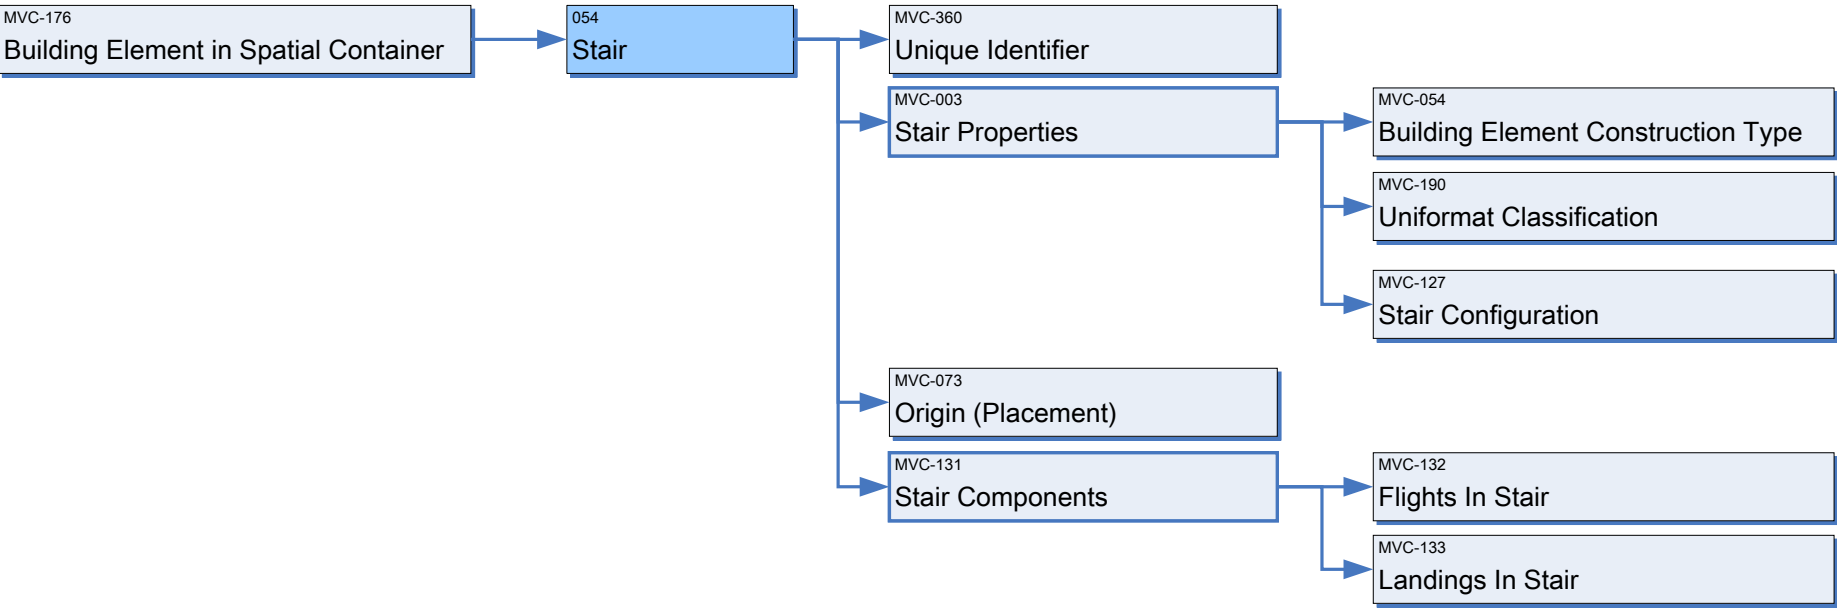 MVC-176
Building Element in Spatial Container
054
Stair
MVC-360
Unique Identifier
MVC-003
Stair Properties
MVC-054
Building Element Construction Type
MVC-190
Uniformat Classification
MVC-127
Stair Configuration
MVC-073
Origin (Placement)
MVC-131
Stair Components
MVC-132
Flights In Stair
MVC-133
Landings In Stair